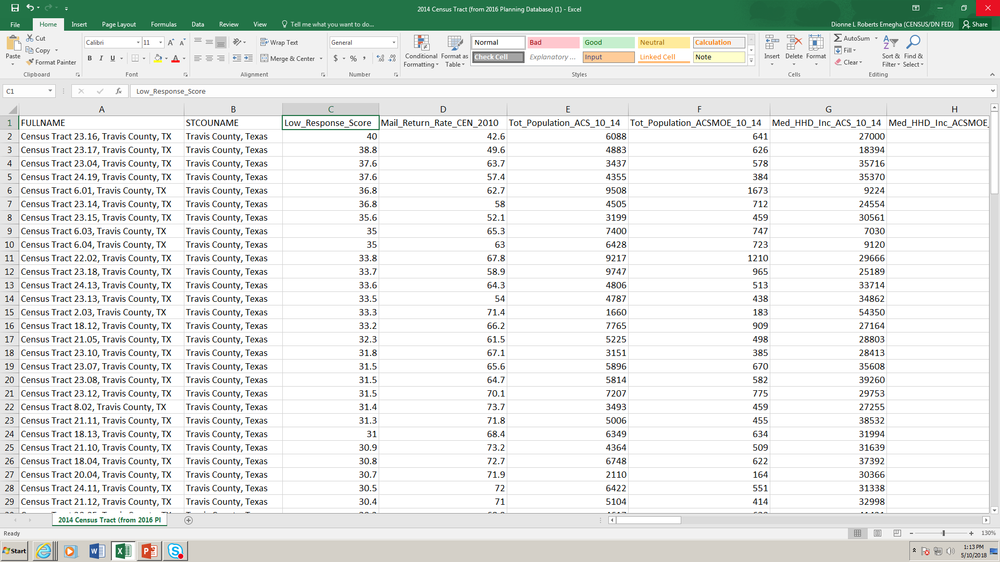 2014 Census Tract (from 2016 Planning Database) (1) - Excel
File Home Insert Page Layout Formulas Data Review View Tell me what you want to do... Dionne L Roberts Emegha (CENSUS/DN FED) Share
Paste Cut Copy Format Painter Clipboard
Calibri 11 B I U Font
Wrap Text Merge & Center Alignment
General $ % , Number
Conditional Formatting Format as Table
Normal Bad Good Neutral Calculation
Check Cell Explanatory ... Input Linked Cell Note
Styles
Insert Delete Format Cells
AutoSum Fill Clear Sort & Filter Find & Select Editing
C1 fx Low_Response_Score
A B C D E F G H
1 FULLNAME STCOUNAME Low_Response_Score Mail_Return_Rate_CEN_2010 Tot_Population_ACS_10_14 Tot_Population_ACSMOE_10_14 Med_HHD_Inc_ACS_10_14 Med_HHD_Inc_ACSMOE_
2 Census Tract 23.16, Travis County, TX Travis County, Texas 40 42.6 6088 641 27000
3 Census Tract 23.17, Travis County, TX Travis County, Texas 38.8 49.6 4883 626 18394
4 Census Tract 23.04, Travis County, TX Travis County, Texas 37.6 63.7 3437 578 35716
5 Census Tract 24.19, Travis County, TX Travis County, Texas 37.6 57.4 4355 384 35370
6 Census Tract 6.01, Travis County, TX Travis County, Texas 36.8 62.7 9508 1673 9224
7 Census Tract 23.14, Travis County, TX Travis County, Texas 36.8 58 4505 712 24554
8 Census Tract 23.15, Travis County, TX Travis County, Texas 35.6 52.1 3199 459 30561
9 Census Tract 6.03, Travis County, TX Travis County, Texas 35 65.3 7400 747 7030
10 Census Tract 6.04, Travis County, TX Travis County, Texas 35 63 6428 723 9120
11 Census Tract 22.02, Travis County, TX Travis County, Texas 33.8 67.8 9217 1210 29666
12 Census Tract 23.18, Travis County, TX Travis County, Texas 33.7 58.9 9747 965 25189
13 Census Tract 24.13, Travis County, TX Travis County, Texas 33.6 64.3 4806 513 33714
14 Census Tract 23.13, Travis County, TX Travis County, Texas 33.5 54 4787 438 34862
15 Census Tract 2.03, Travis County, TX Travis County, Texas 33.3 71.4 1660 183 54350
16 Census Tract 18.12, Travis County, TX Travis County, Texas 33.2 66.2 7765 909 27164
17 Census Tract 21.05, Travis County, TX Travis County, Texas 32.3 61.5 5225 498 28803
18 Census Tract 23.10, Travis County, TX Travis County, Texas 31.8 67.1 3151 385 28413
19 Census Tract 23.07, Travis County, TX Travis County, Texas 31.5 65.6 5896 670 35608
20 Census Tract 23.08, Travis County, TX Travis County, Texas 31.5 64.7 5814 582 39260
21 Census Tract 23.12, Travis County, TX Travis County, Texas 31.5 70.1 7207 775 29753
22 Census Tract 8.02, Travis County, TX Travis County, Texas 31.4 73.7 3493 459 27255
23 Census Tract 21.11, Travis County, TX Travis County, Texas 31.3 71.8 5006 455 38532
24 Census Tract 18.13, Travis County, TX Travis County, Texas 31 68.4 6349 634 31994
25 Census Tract 21.10, Travis County, TX Travis County, Texas 30.9 73.2 4364 509 31639
26 Census Tract 18.04, Travis County, TX Travis County, Texas 30.8 72.7 6748 622 37392
27 Census Tract 20.04, Travis County, TX Travis County, Texas 30.7 71.9 2110 164 30366
28 Census Tract 24.11, Travis County, TX Travis County, Texas 30.5 72 6422 551 31338
29 Census Tract 21.12, Travis County, TX Travis County, Texas 30.4 71 5104 414 32998
2014 Census Tract (from 2016 Pl
Ready 130%
Start 1:13 PM
5/10/2018